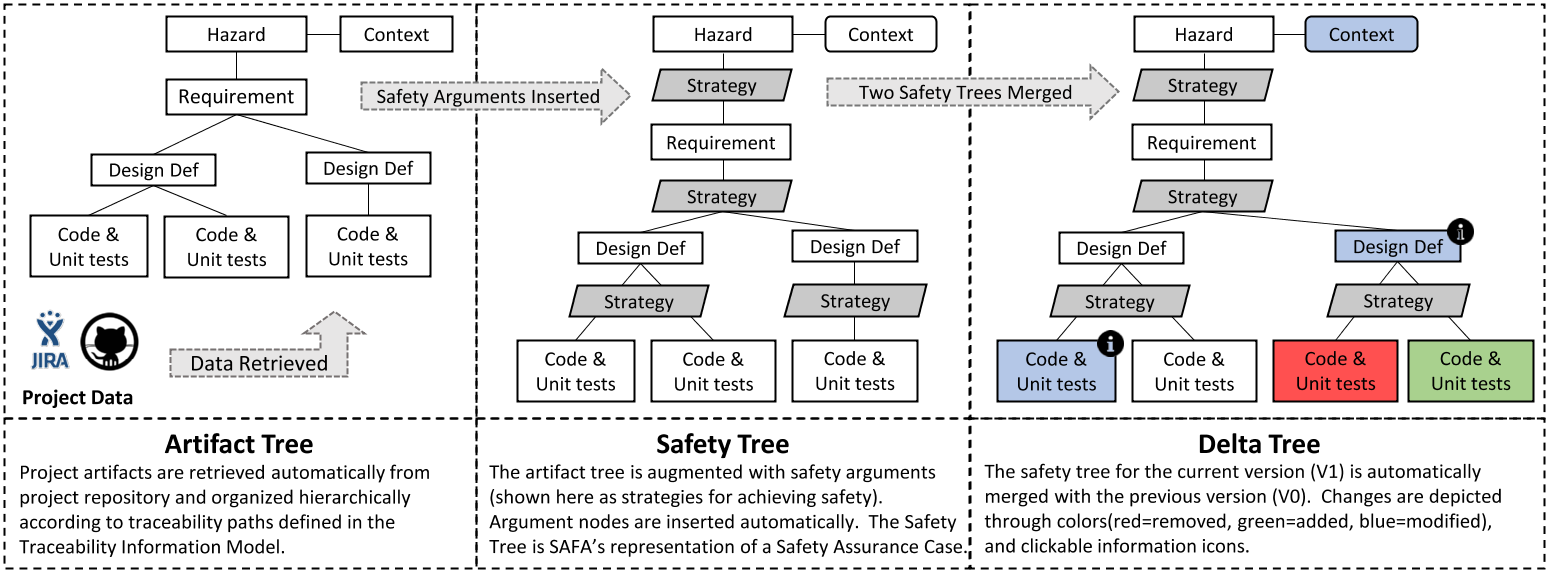 Hazard
Context
Requirement
Design Def
Design Def
Code &
Unit tests
Code &
Unit tests
Code &
Unit tests
JIRA
Data Retrieved
Project Data
Safety Arguments Inserted
Hazard
Context
Strategy
Requirement
Strategy
Design Def
Design Def
Strategy
Strategy
Code &
Unit tests
Code &
Unit tests
Code &
Unit tests
Two Safety Trees Merged
Hazard
Context
Strategy
Requirement
Strategy
Design Def
Design Def
i
Strategy
Strategy
Code &
Unit tests
i
Code &
Unit tests
Code &
Unit tests
Code &
Unit tests
Artifact Tree
Project artifacts are retrieved automatically from
project repository and organized hierarchically
according to traceability paths defined in the
Traceability Information Model.
Safety Tree
The artifact tree is augmented with safety arguments
(shown here as strategies for achieving safety).
Argument nodes are inserted automatically.  The Safety
Tree is SAFA's representation of a Safety Assurance Case.
Delta Tree
The safety tree for the current version (V1) is automatically
merged with the previous version (V0).  Changes are depicted
through colors(red=removed, green=added, blue=modified),
and clickable information icons.